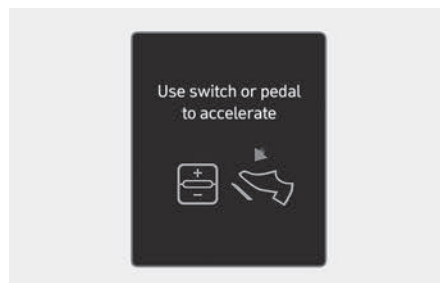 Use switch or pedal
to accelerate
+
−